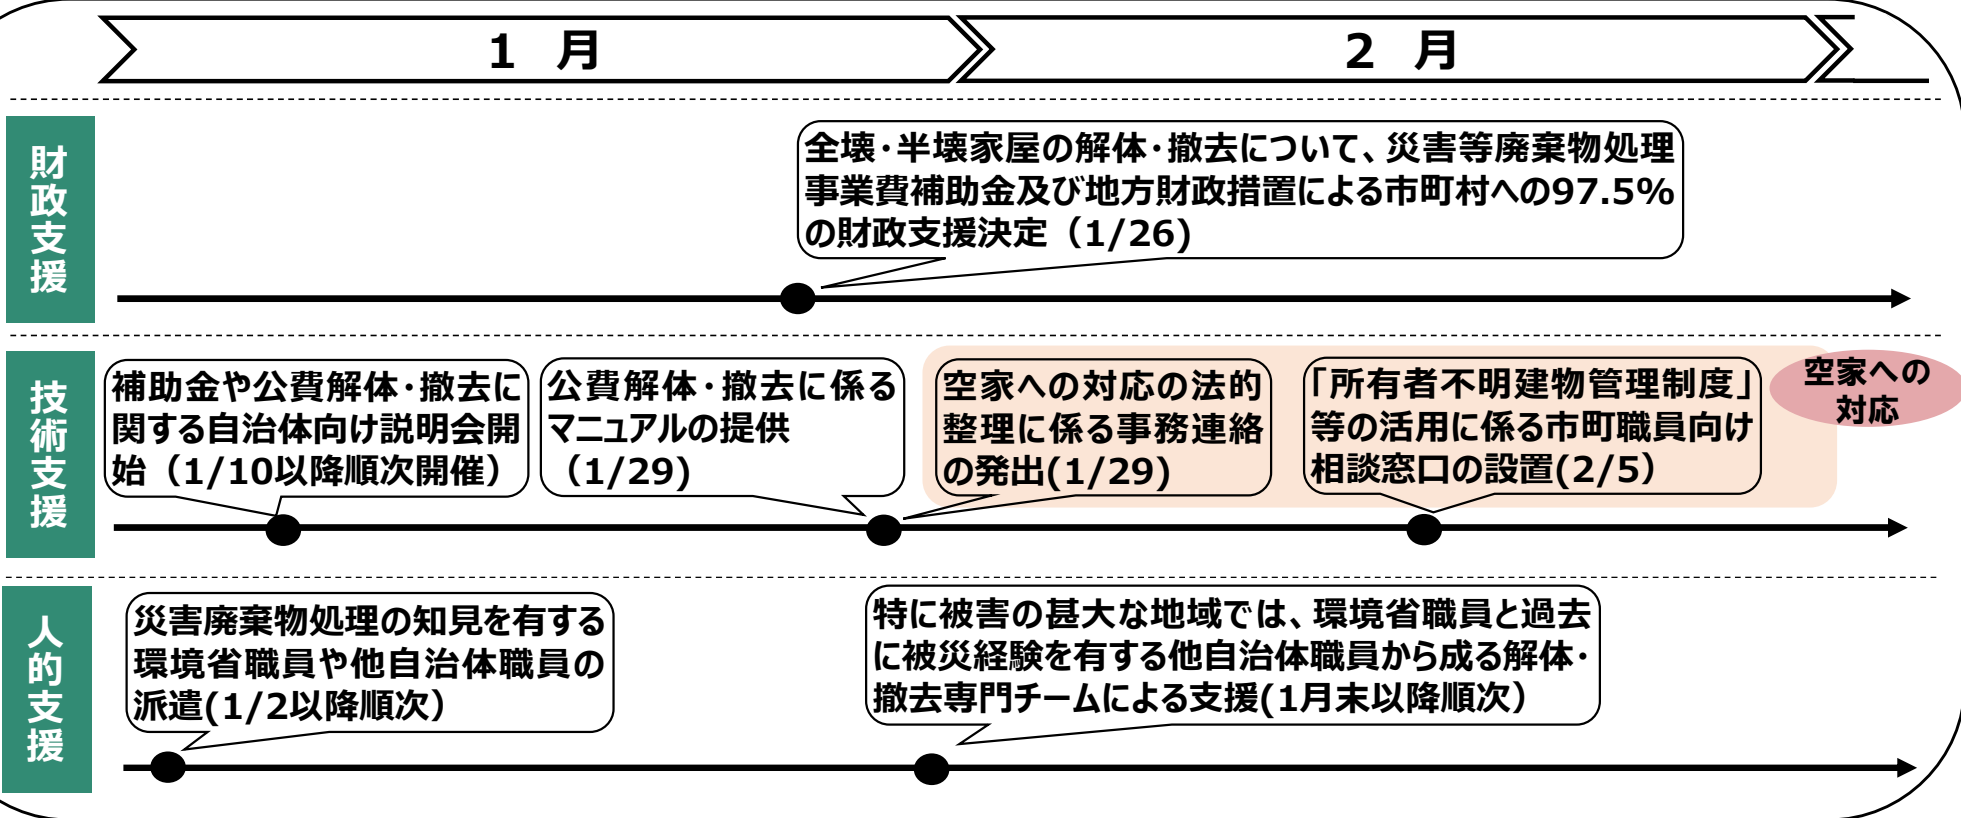 1 月
2 月
財政支援
全壊・半壊家屋の解体・撤去について、災害等廃棄物処理
事業費補助金及び地方財政措置による市町村への97.5%
の財政支援決定（1/26)
技術支援
補助金や公費解体・撤去に
関する自治体向け説明会開
始（1/10以降順次開催）
公費解体・撤去に係る
マニュアルの提供
（1/29)
空家への対応の法的
整理に係る事務連絡
の発出(1/29)
「所有者不明建物管理制度」
等の活用に係る市町職員向け
相談窓口の設置(2/5）
空家への
対応
人的支援
災害廃棄物処理の知見を有する
環境省職員や他自治体職員の
派遣(1/2以降順次）
特に被害の甚大な地域では、環境省職員と過去
に被災経験を有する他自治体職員から成る解体・
撤去専門チームによる支援(1月末以降順次）